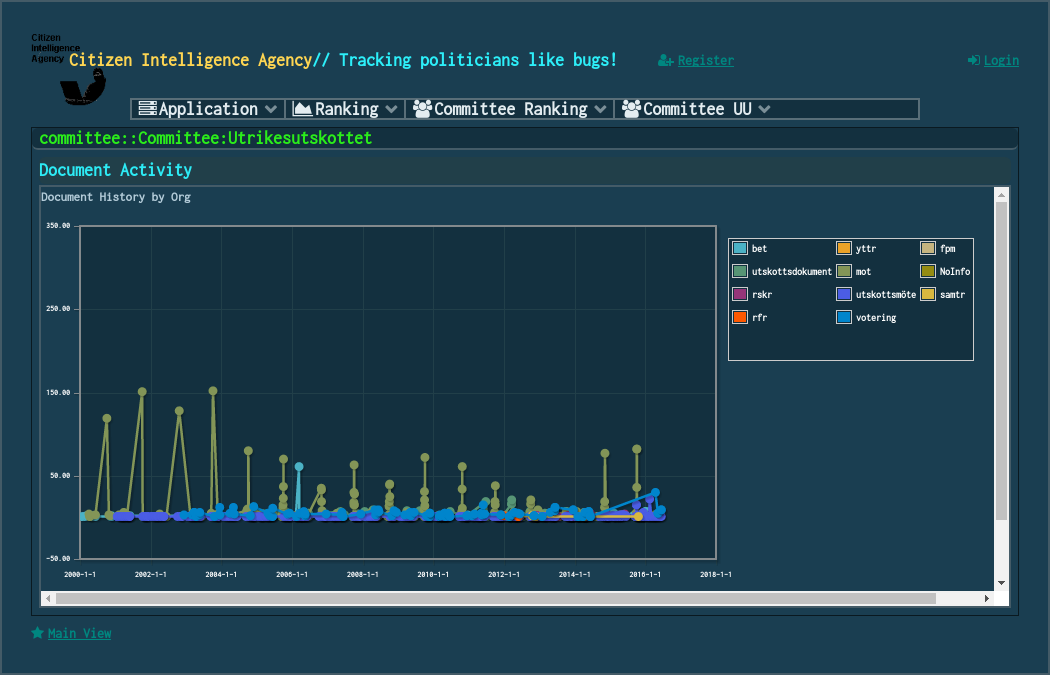 Citizen
Intelligence
Agency
Citizen Intelligence Agency// Tracking politicians like bugs!
Register
Login
Application
Ranking
Committee Ranking
Committee UU
committee::Committee:Utrikesutskottet
Document Activity
Document History by Org
350.00
250.00
150.00
50.00
-50.00
2000-1-1 2002-1-1 2004-1-1 2006-1-1 2008-1-1 2010-1-1 2012-1-1 2014-1-1 2016-1-1 2018-1-1
bet yttr fpm
utskottsdokument mot NoInfo
rskr utskottsmöte samtr
rfr votering
Main View